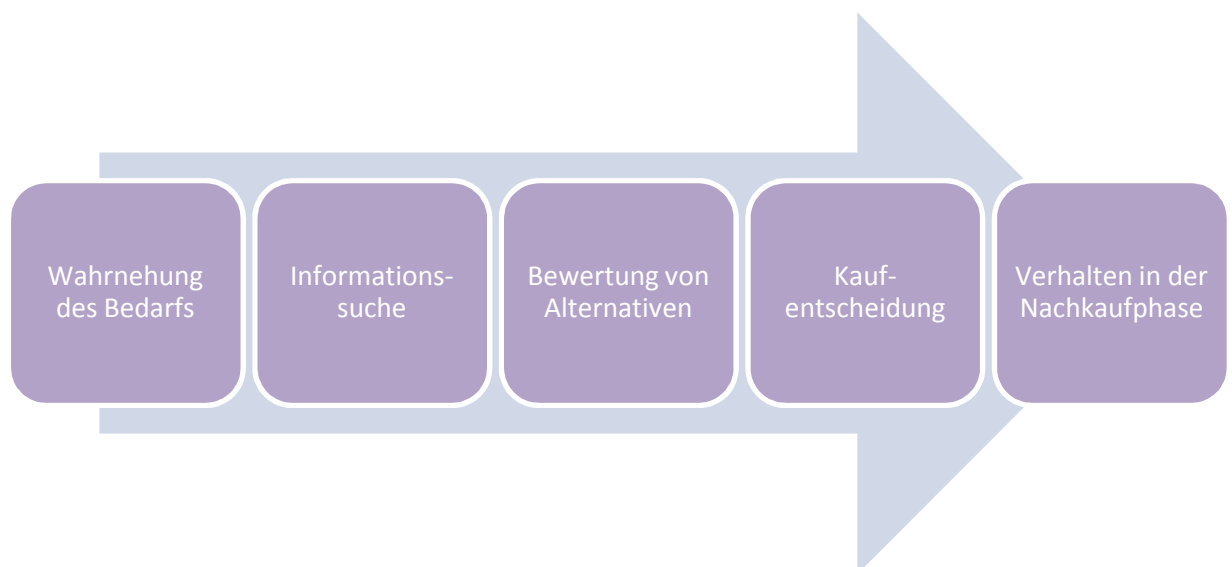 Wahrnehung
des Bedarfs
Informations-
suche
Bewertung von
Alternativen
Kauf-
entscheidung
Verhalten in der
Nachkaufphase